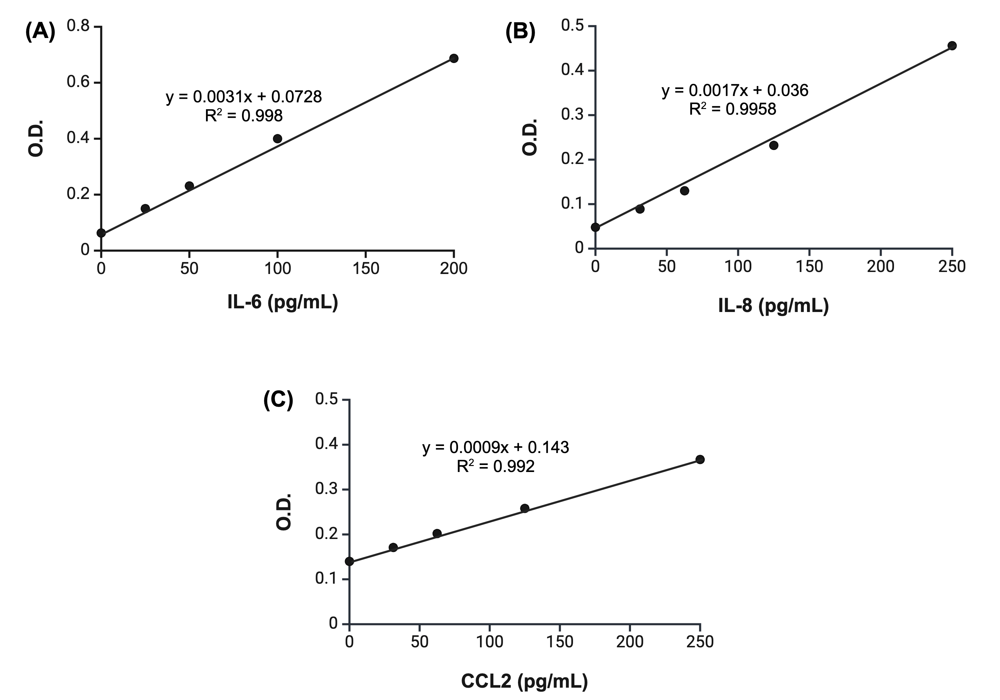 (A)
0.8
0.6
0.4
0.2
0
O.D.
y = 0.0031x + 0.0728
R² = 0.998
0 50 100 150 200
IL-6 (pg/mL)
(B)
0.5
0.4
0.3
0.2
0.1
0
O.D.
y = 0.0017x + 0.036
R² = 0.9958
0 50 100 150 200 250
IL-8 (pg/mL)
(C)
0.5
0.4
0.3
0.2
0.1
0
O.D.
y = 0.0009x + 0.143
R² = 0.992
0 50 100 150 200 250
CCL2 (pg/mL)